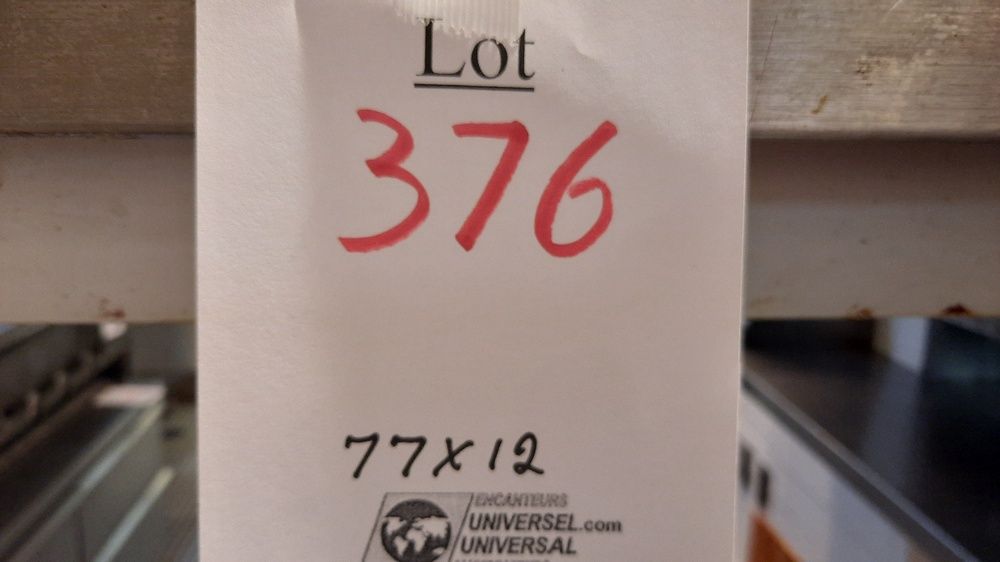 Lot
376
77x12
ENCANTEURS
UNIVERSEL.com
UNIVERSAL